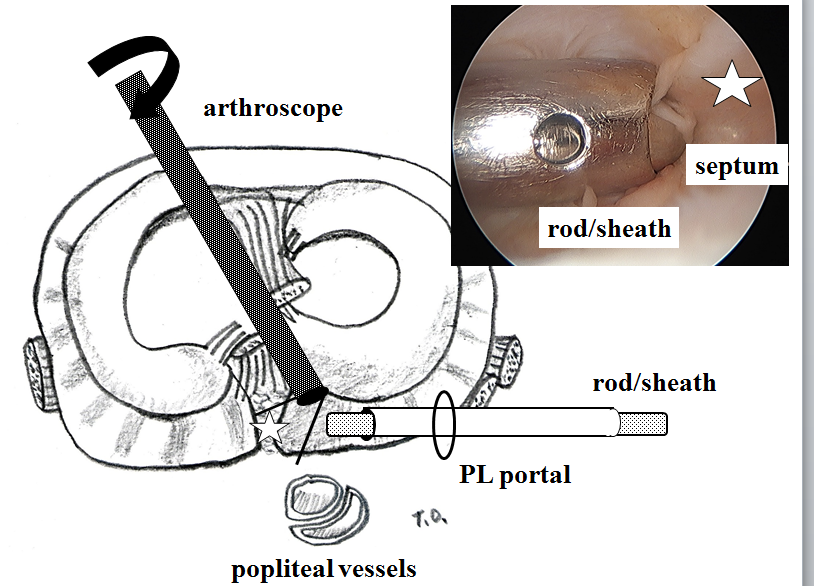 arthroscope
septum
rod/sheath
rod/sheath
PL portal
T.O.
popliteal vessels